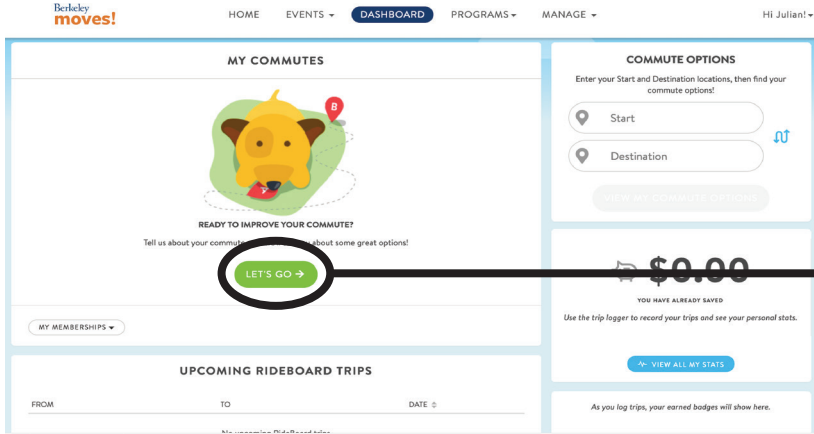 Berkeley
moves!
HOME EVENTS DASHBOARD PROGRAMS MANAGE Hi Julian!
MY COMMUTES
B
READY TO IMPROVE YOUR COMMUTE?
Tell us about your commute about some great options!
LET'S GO →
MY MEMBERSHIPS
UPCOMING RIDEBOARD TRIPS
FROM TO DATE
No upcoming RideBoard trips
COMMUTE OPTIONS
Enter your Start and Destination locations, then find your
commute options!
Start
Destination
VIEW MY COMMUTE OPTIONS
$0.00
YOU HAVE ALREADY SAVED
Use the trip logger to record your trips and see your personal stats.
VIEW ALL MY STATS
As you log trips, your earned badges will show here.